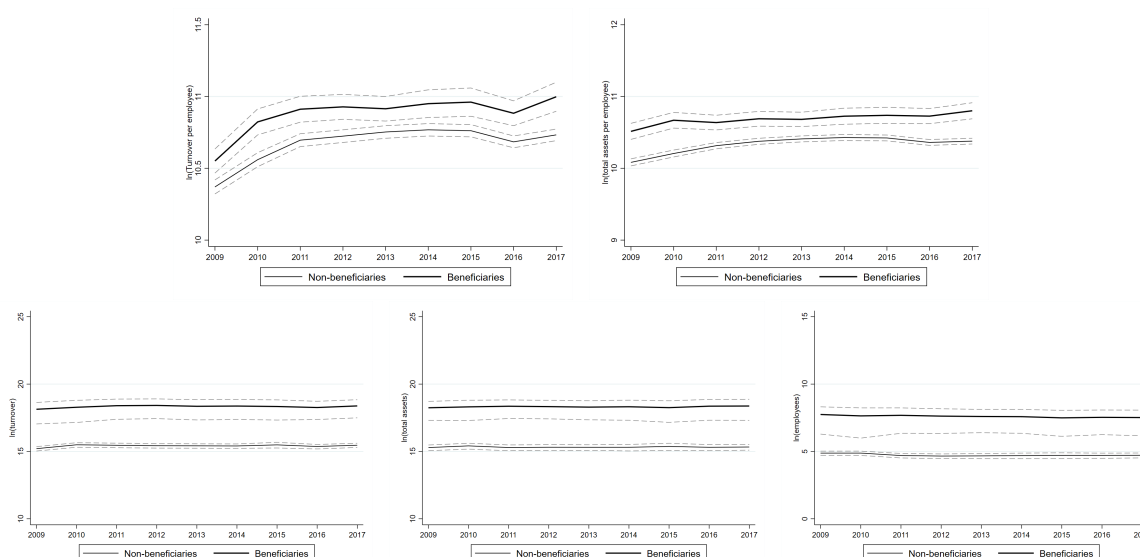 ln(Turnover per employee)
11.5
11
10.5
10
2009 2010 2011 2012 2013 2014 2015 2016 2017
Non-beneficiaries Beneficiaries
ln(total assets per employee)
12
11
10
9
2009 2010 2011 2012 2013 2014 2015 2016 2017
Non-beneficiaries Beneficiaries
ln(turnover)
25
20
15
10
2009 2010 2011 2012 2013 2014 2015 2016 2017
Non-beneficiaries Beneficiaries
ln(total assets)
25
20
15
10
2009 2010 2011 2012 2013 2014 2015 2016 2017
Non-beneficiaries Beneficiaries
ln(employees)
15
10
5
0
2009 2010 2011 2012 2013 2014 2015 2016 201
Non-beneficiaries Beneficiaries